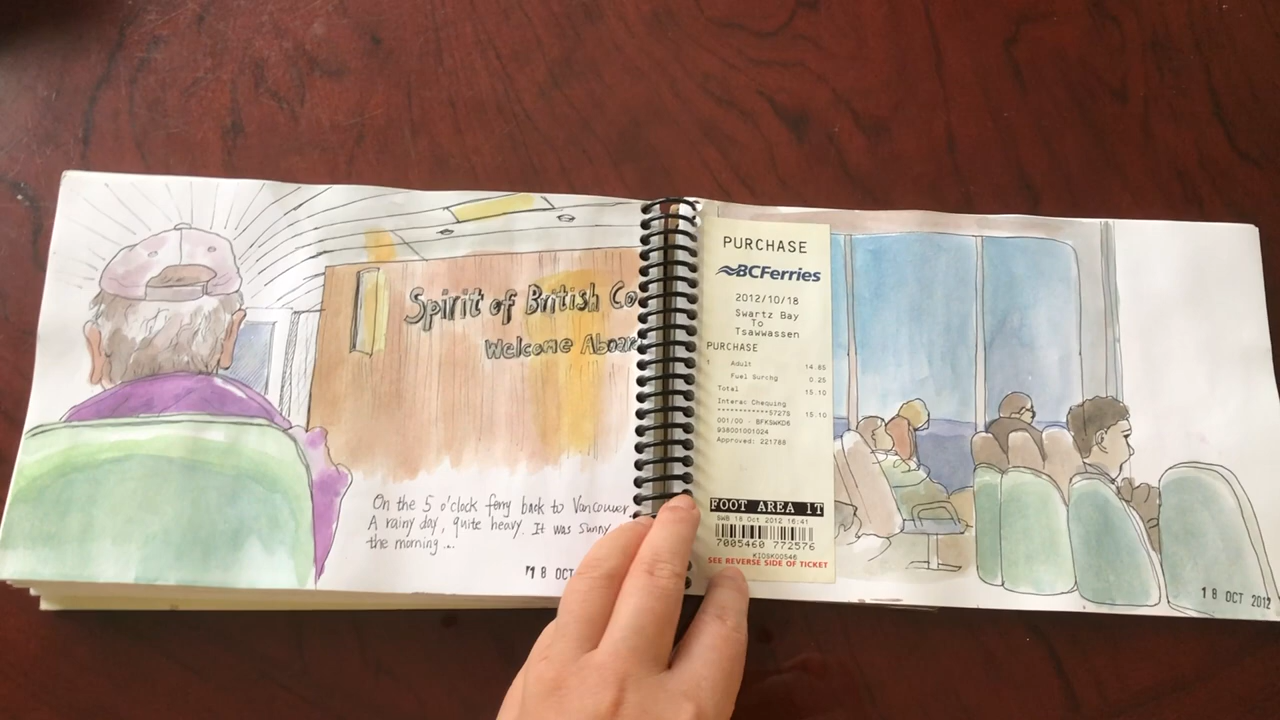 Spirit of British Co
Welcome Aboar
On the 5 o'clock ferry back to Vancouver.
A rainy day, quite heavy. It was sunny
the morning...
18 OCT
PURCHASE
BCFerries
2012/10/18
Swartz Bay
To
Tsawwassen
PURCHASE
1 Adult 14.85
Fuel Surchg 0.25
Total 15.10
Interac Chequing
************5727S 15.10
001/00 - BFKSWKD6
938001001024
Approved: 221788
FOOT AREA 1T
SWB 18 Oct 2012 16:41
7005460 772576
KIOSK00546
SEE REVERSE SIDE OF TICKET
18 OCT 2012